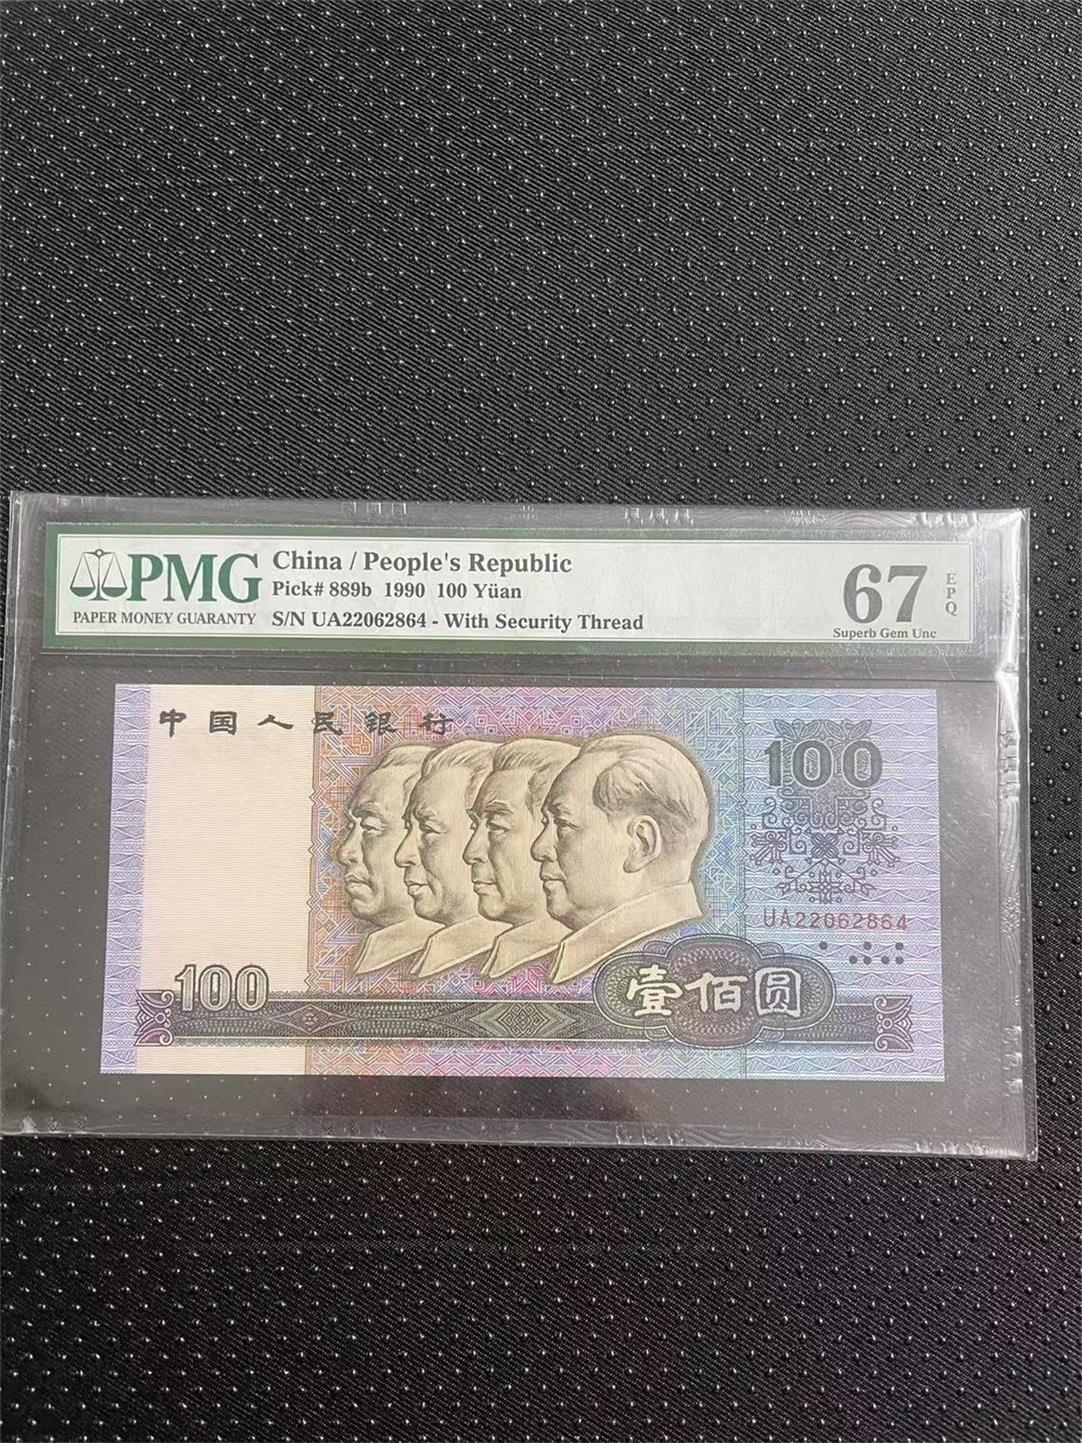 PMG
PAPER MONEY GUARANTY
China / People's Republic
Pick# 889b 1990 100 Yüan
S/N UA22062864 - With Security Thread
67
EPQ
Superb Gem Unc
中国人民银行
100
UA22062864
100
壹佰圆